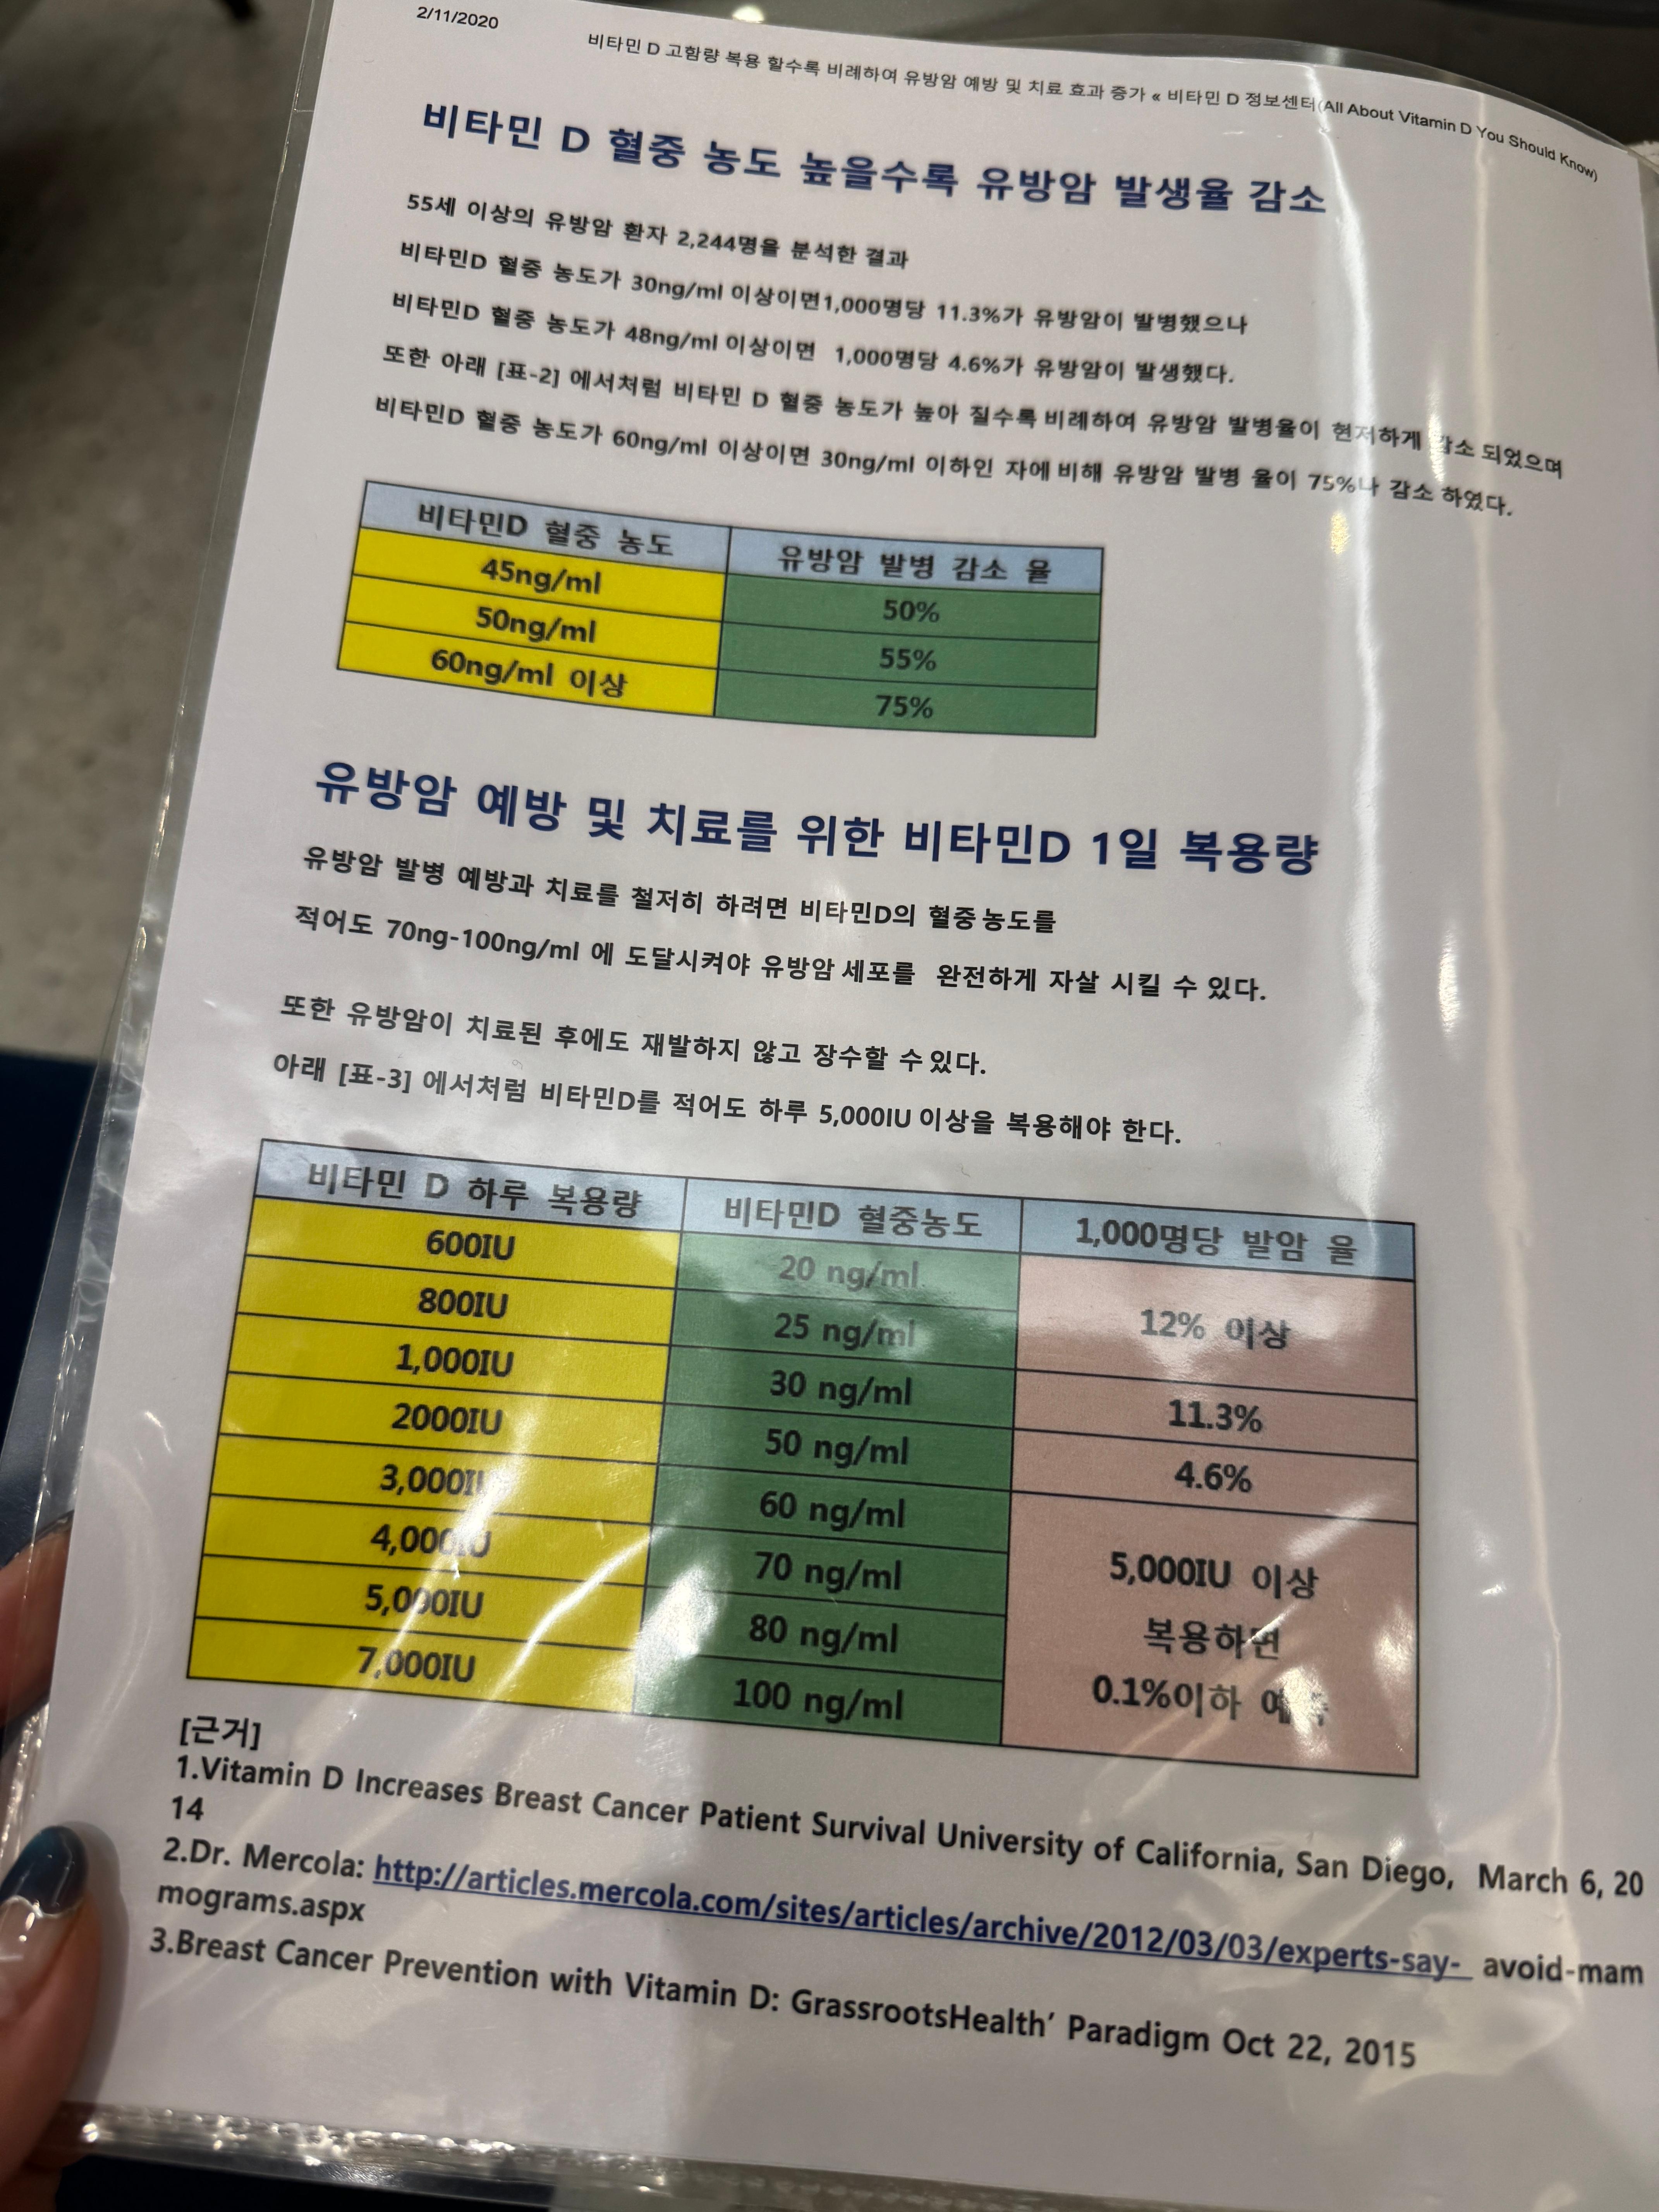 2/11/2020
비타민 D 고함량 복용 할수록 비례하여 유방암 예방 및 치료 효과 증가 « 비타민 D 정보센터(All About Vitamin D You Should Know)
비타민 D 혈중 농도 높을수록 유방암 발생율 감소
55세 이상의 유방암 환자 2,244명을 분석한 결과
비타민D 혈중 농도가 30ng/ml 이상이면1,000명당 11.3%가 유방암이 발병했으나
비타민D 혈중 농도가 48ng/ml 이상이면 1,000명당 4.6%가 유방암이 발생했다.
또한 아래 [표-2] 에서처럼 비타민 D 혈중 농도가 높아 질수록 비례하여 유방암 발병율이 현저하게 감소 되었으며
비타민D 혈중 농도가 60ng/ml 이상이면 30ng/ml 이하인 자에 비해 유방암 발병 율이 75%나 감소 하였다.
비타민D 혈중 농도 유방암 발병 감소 율
45ng/ml 50%
50ng/ml 55%
60ng/ml 이상 75%
유방암 예방 및 치료를 위한 비타민D 1일 복용량
유방암 발병 예방과 치료를 철저히 하려면 비타민D의 혈중 농도를
적어도 70ng-100ng/ml 에 도달시켜야 유방암 세포를 완전하게 자살 시킬 수 있다.
또한 유방암이 치료된 후에도 재발하지 않고 장수할 수 있다.
아래 [표-3] 에서처럼 비타민D를 적어도 하루 5,000IU 이상을 복용해야 한다.
비타민 D 하루 복용량 비타민D 혈중농도 1,000명당 발암 율
600IU 20 ng/ml
800IU 25 ng/ml 12% 이상
1,000IU 30 ng/ml 11.3%
2000IU 50 ng/ml 4.6%
3,000IU 60 ng/ml
4,000IU 70 ng/ml 5,000IU 이상
5,000IU 80 ng/ml 복용하면
7,000IU 100 ng/ml 0.1%이하
[근거]
1.Vitamin D Increases Breast Cancer Patient Survival University of California, San Diego, March 6, 20
14
2.Dr. Mercola: http://articles.mercola.com/sites/articles/archive/2012/03/03/experts-say- avoid-mam
mograms.aspx
3.Breast Cancer Prevention with Vitamin D: GrassrootsHealth' Paradigm Oct 22, 2015